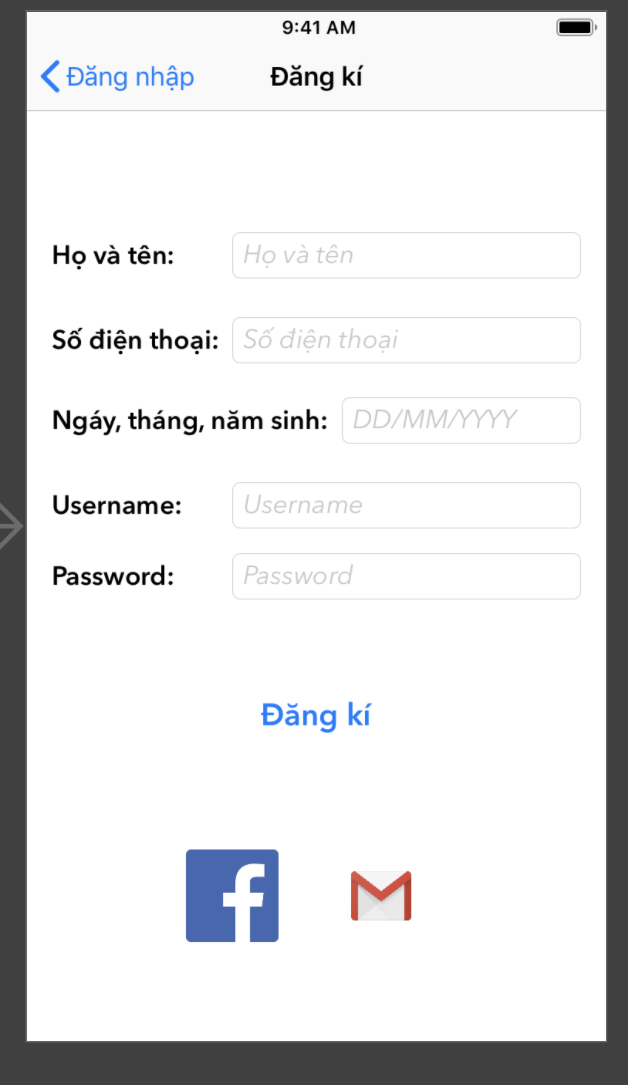 9:41 AM
Đăng nhập Đăng kí
Họ và tên: Họ và tên
Số điện thoại: Số điện thoại
Ngáy, tháng, năm sinh: DD/MM/YYYY
Username: Username
Password: Password
Đăng kí